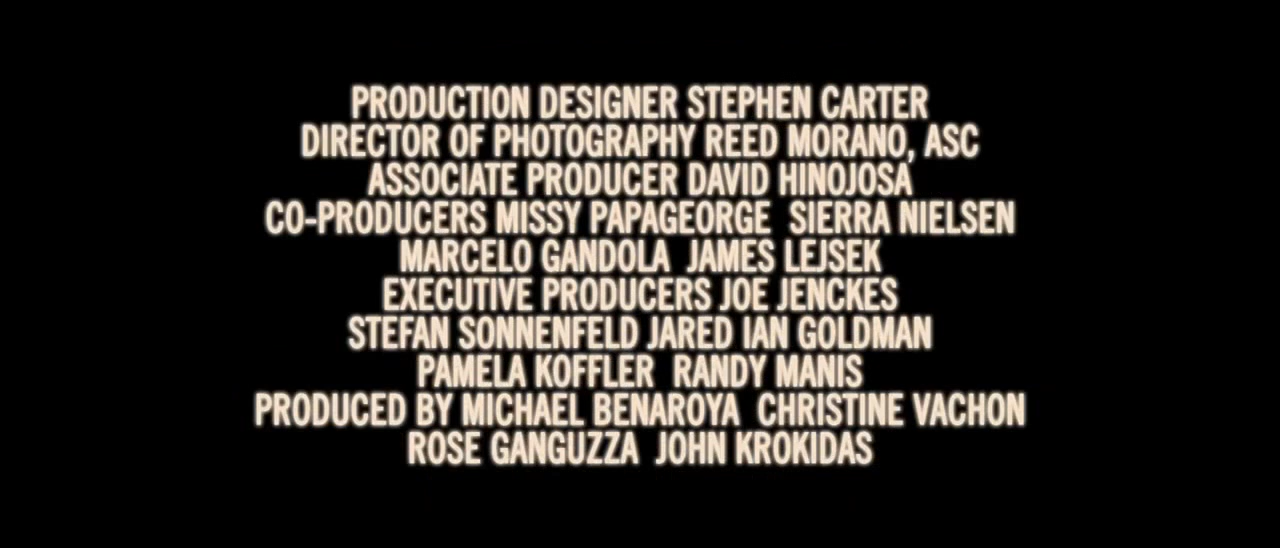 PRODUCTION DESIGNER STEPHEN CARTER
DIRECTOR OF PHOTOGRAPHY REED MORANO, ASC
ASSOCIATE PRODUCER DAVID HINOJOSA
CO-PRODUCERS MISSY PAPAGEORGE  SIERRA NIELSEN
MARCELO GANDOLA  JAMES LEJSEK
EXECUTIVE PRODUCERS JOE JENCKES
STEFAN SONNENFELD JARED IAN GOLDMAN
PAMELA KOFFLER  RANDY MANIS
PRODUCED BY MICHAEL BENAROYA  CHRISTINE VACHON
ROSE GANGUZZA  JOHN KROKIDAS